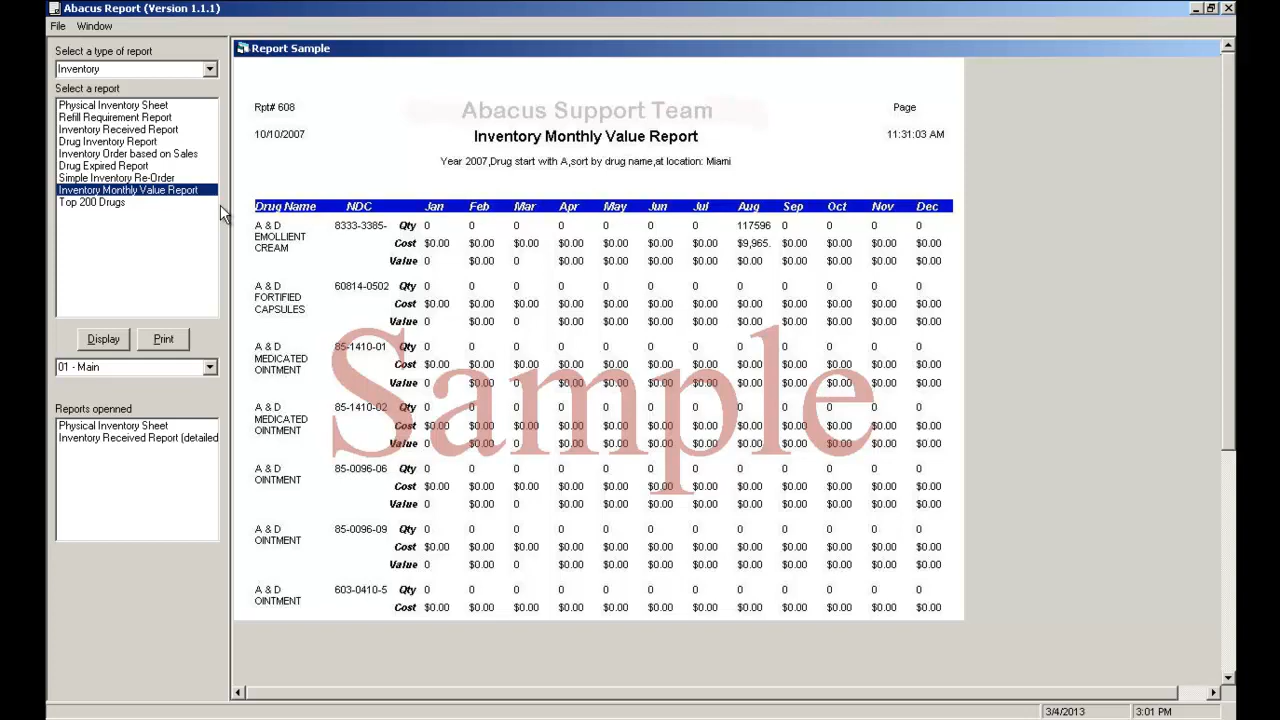 Abacus Report (Version 1.1.1)
File Window
Select a type of report
Inventory
Select a report
Physical Inventory Sheet
Refill Requirement Report
Inventory Received Report
Drug Inventory Report
Inventory Order based on Sales
Drug Expired Report
Simple Inventory Re-Order
Inventory Monthly Value Report
Top 200 Drugs
Display Print
01 - Main
Reports openned
Physical Inventory Sheet
Inventory Received Report (detailed
Report Sample
Rpt# 608 Abacus Support Team Page
10/10/2007 Inventory Monthly Value Report 11:31:03 AM
Year 2007,Drug start with A,sort by drug name,at location: Miami
Drug Name NDC Jan Feb Mar Apr May Jun Jul Aug Sep Oct Nov Dec
A & D 8333-3385- Qty 0 0 0 0 0 0 0 117596 0 0 0 0
EMOLLIENT
CREAM
Cost $0.00 $0.00 $0.00 $0.00 $0.00 $0.00 $0.00 $9,965. $0.00 $0.00 $0.00 $0.00
Value 0 $0.00 0 $0.00 $0.00 $0.00 $0.00 $0.00 $0.00 $0.00 $0.00 $0.00
A & D 60814-0502 Qty 0 0 0 0 0 0 0 0 0 0 0 0
FORTIFIED
CAPSULES
Cost $0.00 $0.00 $0.00 $0.00 $0.00 $0.00 $0.00 $0.00 $0.00 $0.00 $0.00 $0.00
Value 0 $0.00 0 $0.00 $0.00 $0.00 $0.00 $0.00 $0.00 $0.00 $0.00 $0.00
A & D 85-1410-01 Qty 0 0 0 0 0 0 0 0 0 0 0 0
MEDICATED
OINTMENT
Cost $0.00 $0.00 $0.00 $0.00 $0.00 $0.00 $0.00 $0.00 $0.00 $0.00 $0.00 $0.00
Value 0 $0.00 0 $0.00 $0.00 $0.00 $0.00 $0.00 $0.00 $0.00 $0.00 $0.00
A & D 85-1410-02 Qty 0 0 0 0 0 0 0 0 0 0 0 0
MEDICATED
OINTMENT
Cost $0.00 $0.00 $0.00 $0.00 $0.00 $0.00 $0.00 $0.00 $0.00 $0.00 $0.00 $0.00
Value 0 $0.00 0 $0.00 $0.00 $0.00 $0.00 $0.00 $0.00 $0.00 $0.00 $0.00
Sample
A & D 85-0096-06 Qty 0 0 0 0 0 0 0 0 0 0 0 0
OINTMENT
Cost $0.00 $0.00 $0.00 $0.00 $0.00 $0.00 $0.00 $0.00 $0.00 $0.00 $0.00 $0.00
Value 0 $0.00 0 $0.00 $0.00 $0.00 $0.00 $0.00 $0.00 $0.00 $0.00 $0.00
A & D 85-0096-09 Qty 0 0 0 0 0 0 0 0 0 0 0 0
OINTMENT
Cost $0.00 $0.00 $0.00 $0.00 $0.00 $0.00 $0.00 $0.00 $0.00 $0.00 $0.00 $0.00
Value 0 $0.00 0 $0.00 $0.00 $0.00 $0.00 $0.00 $0.00 $0.00 $0.00 $0.00
A & D 603-0410-5 Qty 0 0 0 0 0 0 0 0 0 0 0 0
OINTMENT
Cost $0.00 $0.00 $0.00 $0.00 $0.00 $0.00 $0.00 $0.00 $0.00 $0.00 $0.00 $0.00
3/4/2013 3:01 PM